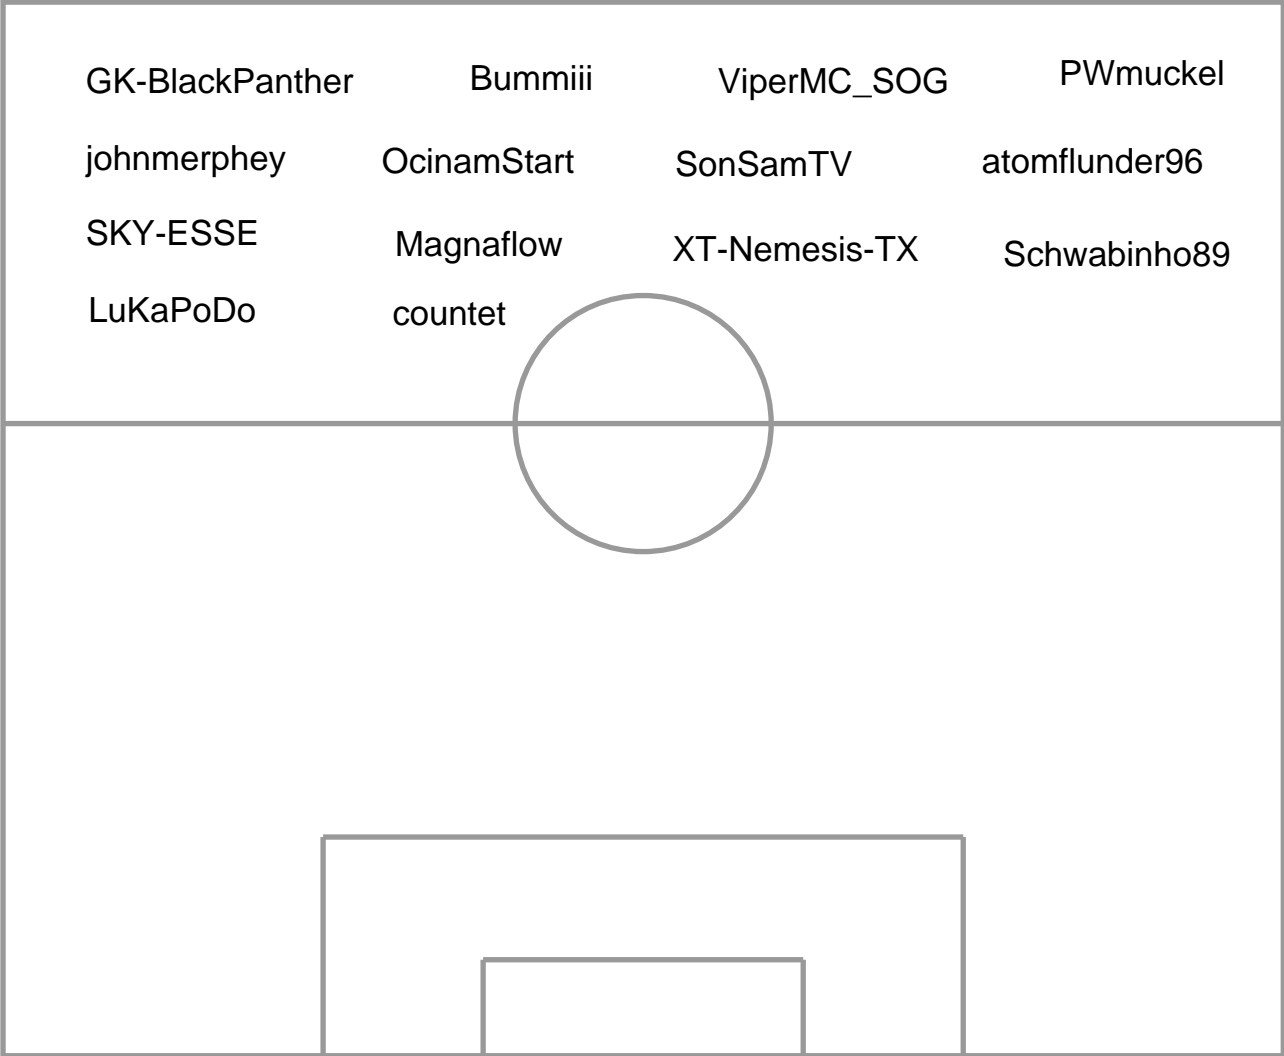 GK-BlackPanther Bummiii ViperMC_SOG PWmuckel
johnmerphey OcinamStart SonSamTV atomflunder96
SKY-ESSE Magnaflow XT-Nemesis-TX Schwabinho89
LuKaPoDo countet